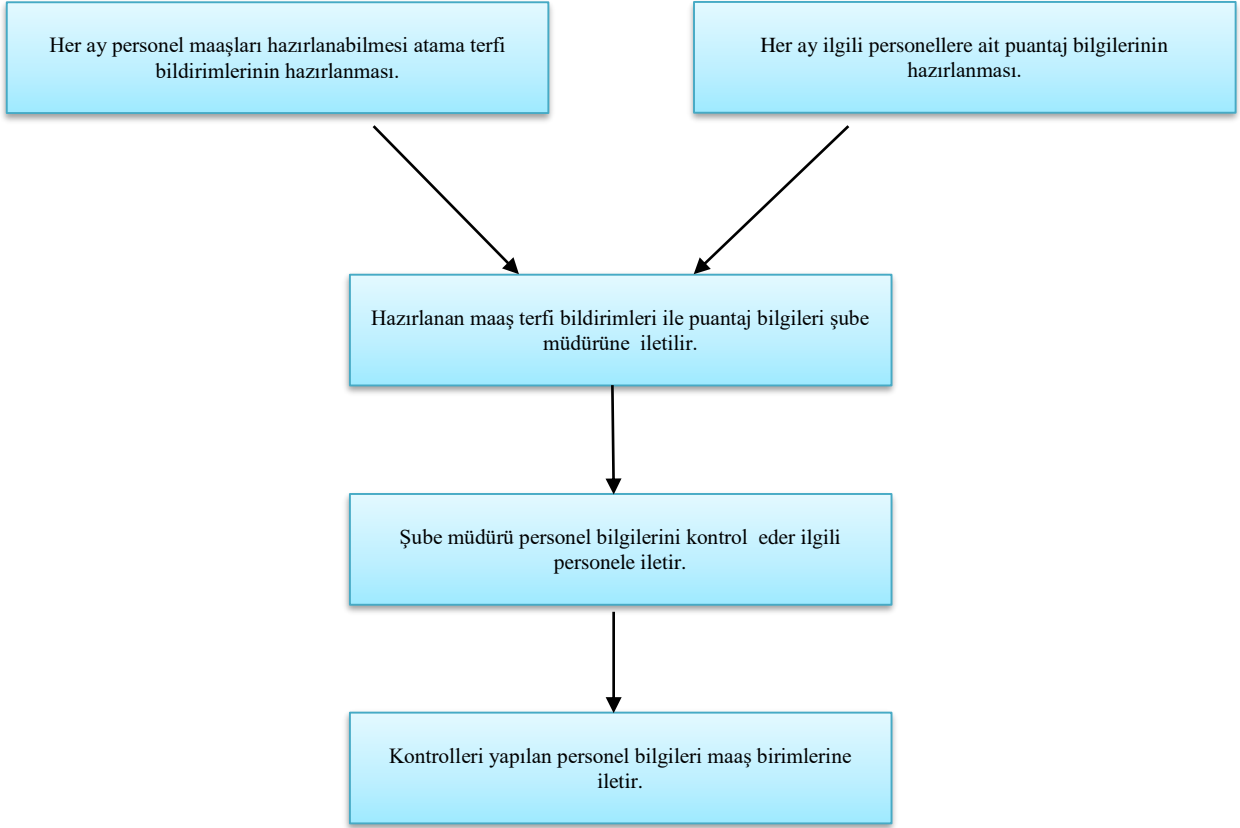 Her ay personel maaşları hazırlanabilmesi atama terfi
bildirimlerinin hazırlanması.
Her ay ilgili personellere ait puantaj bilgilerinin
hazırlanması.
Hazırlanan maaş terfi bildirimleri ile puantaj bilgileri şube
müdürüne  iletilir.
Şube müdürü personel bilgilerini kontrol  eder ilgili
personele iletir.
Kontrolleri yapılan personel bilgileri maaş birimlerine
iletir.